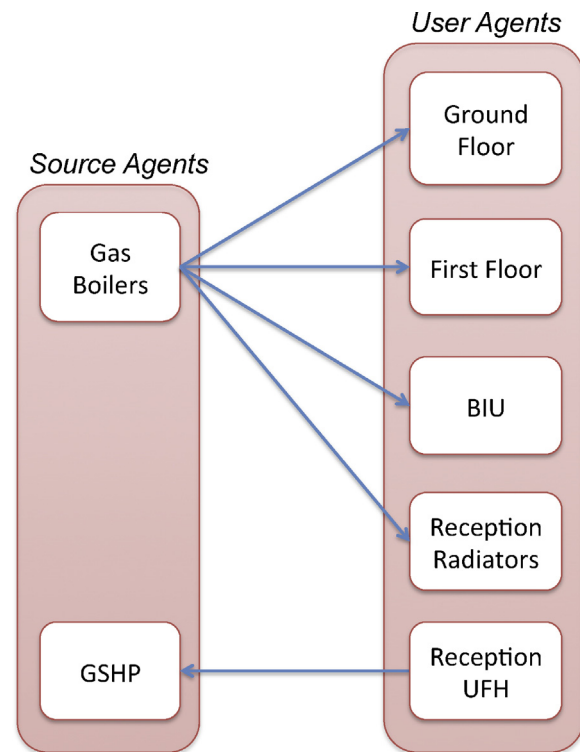 User Agents
Ground
Floor
Source Agents
Gas
Boilers
First Floor
BIU
Reception
Radiators
GSHP
Reception
UFH